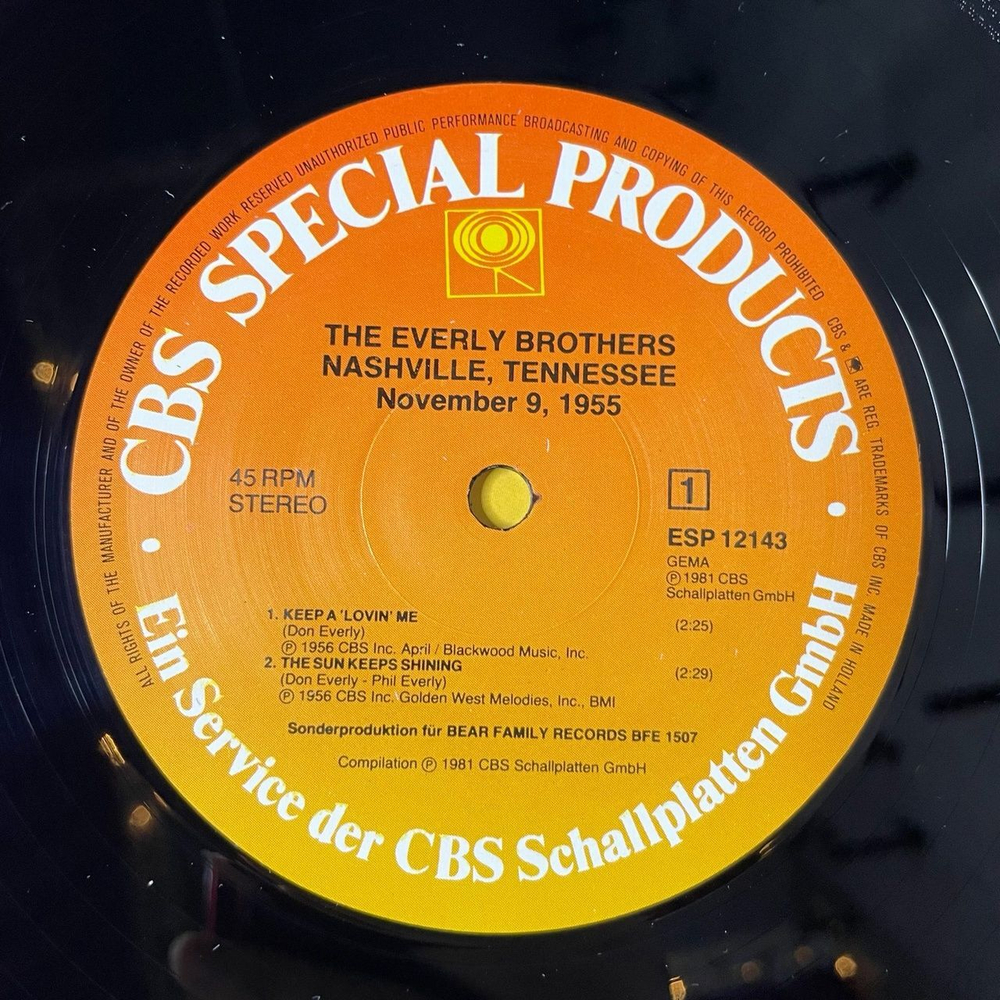 ALL RIGHTS OF THE MANUFACTURER AND OF THE OWNER OF THE RECORDED WORK RESERVED UNAUTHORIZED PUBLIC PERFORMANCE BROADCASTING AND COPYING OF THIS RECORD PROHIBITED CBS & ARE REG. TRADEMARKS OF CBS INC. MADE IN HOLLAND
• CBS SPECIAL PRODUCTS •
THE EVERLY BROTHERS
NASHVILLE, TENNESSEE
November 9, 1955
45 RPM
STEREO
1
ESP 12143
GEMA
℗ 1981 CBS
Schallplatten GmbH
1. KEEP A 'LOVIN' ME (2:25)
(Don Everly)
℗ 1956 CBS Inc. April / Blackwood Music, Inc.
2. THE SUN KEEPS SHINING (2:29)
(Don Everly - Phil Everly)
℗ 1956 CBS Inc. Golden West Melodies, Inc., BMI
Sonderproduktion für BEAR FAMILY RECORDS BFE 1507
Compilation ℗ 1981 CBS Schallplatten GmbH
Ein Service der CBS Schallplatten GmbH